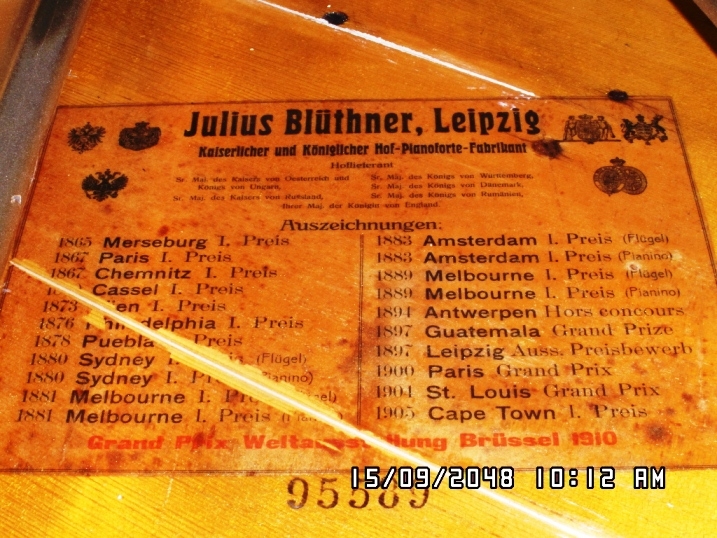 Julius Blüthner, Leipzig
Kaiserlicher und Königlicher Hof-Pianoforte-Fabrikant
Hoflieferant
Sr. Maj. des Kaisers von Oesterreich und Königs von Ungarn,
Sr. Maj. des Kaisers von Russland,
Sr. Maj. des Königs von Württemberg,
Sr. Maj. des Königs von Dänemark,
Sr. Maj. des Königs von Rumänien,
Ihrer Maj. der Königin von England.
Auszeichnungen:
1865 Merseburg I. Preis
1867 Paris I. Preis
1867 Chemnitz I. Preis
Cassel I. Preis
1873 I. Preis
1876 Philadelphia I. Preis
1878 Puebla Preis
1880 Sydney I. (Flügel)
1880 Sydney I. (Pianino)
1881 Melbourne I.
1881 Melbourne I. Preis
1883 Amsterdam I. Preis (Flügel)
1883 Amsterdam I. Preis (Pianino)
1889 Melbourne I. Preis (Flügel)
1889 Melbourne I. Preis (Pianino)
1894 Antwerpen Hors concours
1897 Guatemala Grand Prize
1897 Leipzig Auss. Preisbewerb
1900 Paris Grand Prix
1904 St. Louis Grand Prix
1905 Cape Town I. Preis
Grand Prix Weltausstellung Brüssel 1910
15/09/2048 10:12 AM
95589